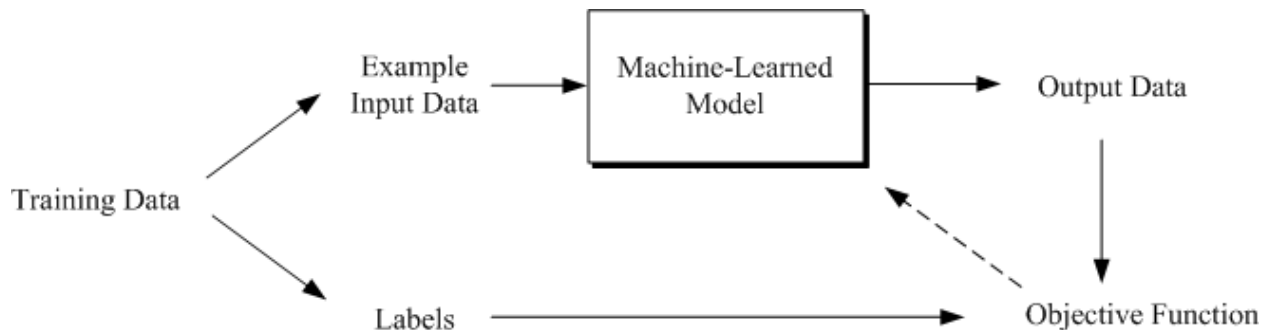 Example
Input Data
Machine-Learned
Model
Output Data
Training Data
Labels
Objective Function